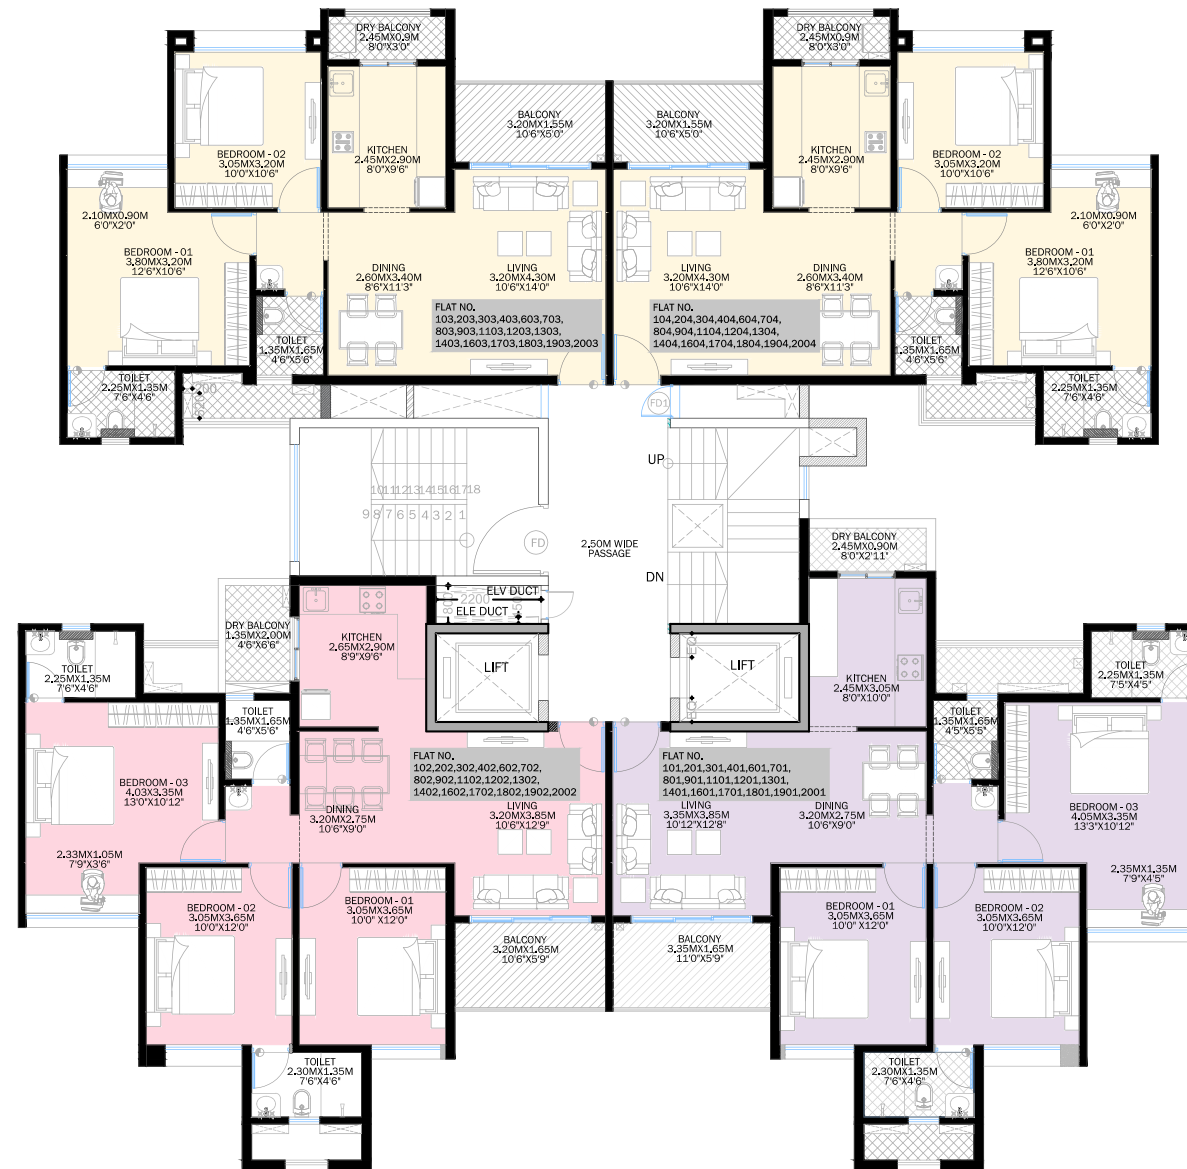 DRY BALCONY
2.45MX0.9M
8'0"X3'0"
DRY BALCONY
2.45MX0.9M
8'0"X3'0"
BALCONY
3.20MX1.55M
10'6"X5'0"
BALCONY
3.20MX1.55M
10'6"X5'0"
BEDROOM - 02
3.05MX3.20M
10'0"X10'6"
KITCHEN
2.45MX2.90M
8'0"X9'6"
KITCHEN
2.45MX2.90M
8'0"X9'6"
BEDROOM - 02
3.05MX3.20M
10'0"X10'6"
2.10MX0.90M
6'0"X2'0"
2.10MX0.90M
6'0"X2'0"
BEDROOM - 01
3.80MX3.20M
12'6"X10'6"
DINING
2.60MX3.40M
8'6"X11'3"
LIVING
3.20MX4.30M
10'6"X14'0"
LIVING
3.20MX4.30M
10'6"X14'0"
DINING
2.60MX3.40M
8'6"X11'3"
BEDROOM - 01
3.80MX3.20M
12'6"X10'6"
FLAT NO.
103,203,303,403,603,703,
803,903,1103,1203,1303,
1403,1603,1703,1803,1903,2003
FLAT NO.
104,204,304,404,604,704,
804,904,1104,1204,1304,
1404,1604,1704,1804,1904,2004
TOILET
1.35MX1.65M
4'6"X5'6"
TOILET
1.35MX1.65M
4'6"X5'6"
TOILET
2.25MX1.35M
7'6"X4'6"
TOILET
2.25MX1.35M
7'6"X4'6"
FD1
UP
10 11 12 13 14 15 16 17 18
9 8 7 6 5 4 3 2 1
FD
2.50M WIDE
PASSAGE
DN
DRY BALCONY
2.45MX0.90M
8'0"X2'11"
ELV DUCT
2200
ELE DUCT
DRY BALCONY
1.35MX2.00M
4'6"X6'6"
KITCHEN
2.65MX2.90M
8'9"X9'6"
LIFT
LIFT
KITCHEN
2.45MX3.05M
8'0"X10'0"
TOILET
2.25MX1.35M
7'6"X4'6"
TOILET
2.25MX1.35M
7'5"X4'5"
TOILET
1.35MX1.65M
4'6"X5'6"
TOILET
1.35MX1.65M
4'5"X5'5"
FLAT NO.
102,202,302,402,602,702,
802,902,1102,1202,1302,
1402,1602,1702,1802,1902,2002
FLAT NO.
101,201,301,401,601,701,
801,901,1101,1201,1301,
1401,1601,1701,1801,1901,2001
BEDROOM - 03
4.03MX3.35M
13'0"X10'12"
DINING
3.20MX2.75M
10'6"X9'0"
LIVING
3.20MX3.85M
10'6"X12'9"
LIVING
3.35MX3.85M
10'12"X12'8"
DINING
3.20MX2.75M
10'6"X9'0"
BEDROOM - 03
4.05MX3.35M
13'3"X10'12"
2.33MX1.05M
7'9"X3'6"
2.35MX1.35M
7'9"X4'5"
BEDROOM - 02
3.05MX3.65M
10'0"X12'0"
BEDROOM - 01
3.05MX3.65M
10'0" X12'0"
BEDROOM - 01
3.05MX3.65M
10'0" X12'0"
BEDROOM - 02
3.05MX3.65M
10'0"X12'0"
BALCONY
3.20MX1.65M
10'6"X5'9"
BALCONY
3.35MX1.65M
11'0"X5'9"
TOILET
2.30MX1.35M
7'6"X4'6"
TOILET
2.30MX1.35M
7'6"X4'6"